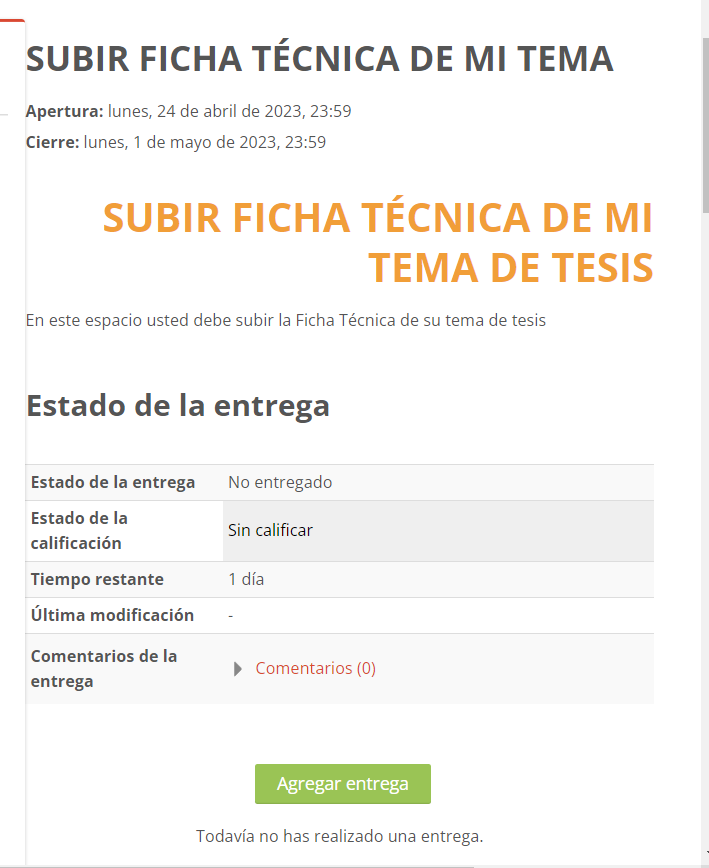 SUBIR FICHA TÉCNICA DE MI TEMA
Apertura: lunes, 24 de abril de 2023, 23:59
Cierre: lunes, 1 de mayo de 2023, 23:59
SUBIR FICHA TÉCNICA DE MI
TEMA DE TESIS
En este espacio usted debe subir la Ficha Técnica de su tema de tesis
Estado de la entrega
Estado de la entrega No entregado
Estado de la
calificación Sin calificar
Tiempo restante 1 día
Última modificación -
Comentarios de la
entrega Comentarios (0)
Agregar entrega
Todavía no has realizado una entrega.